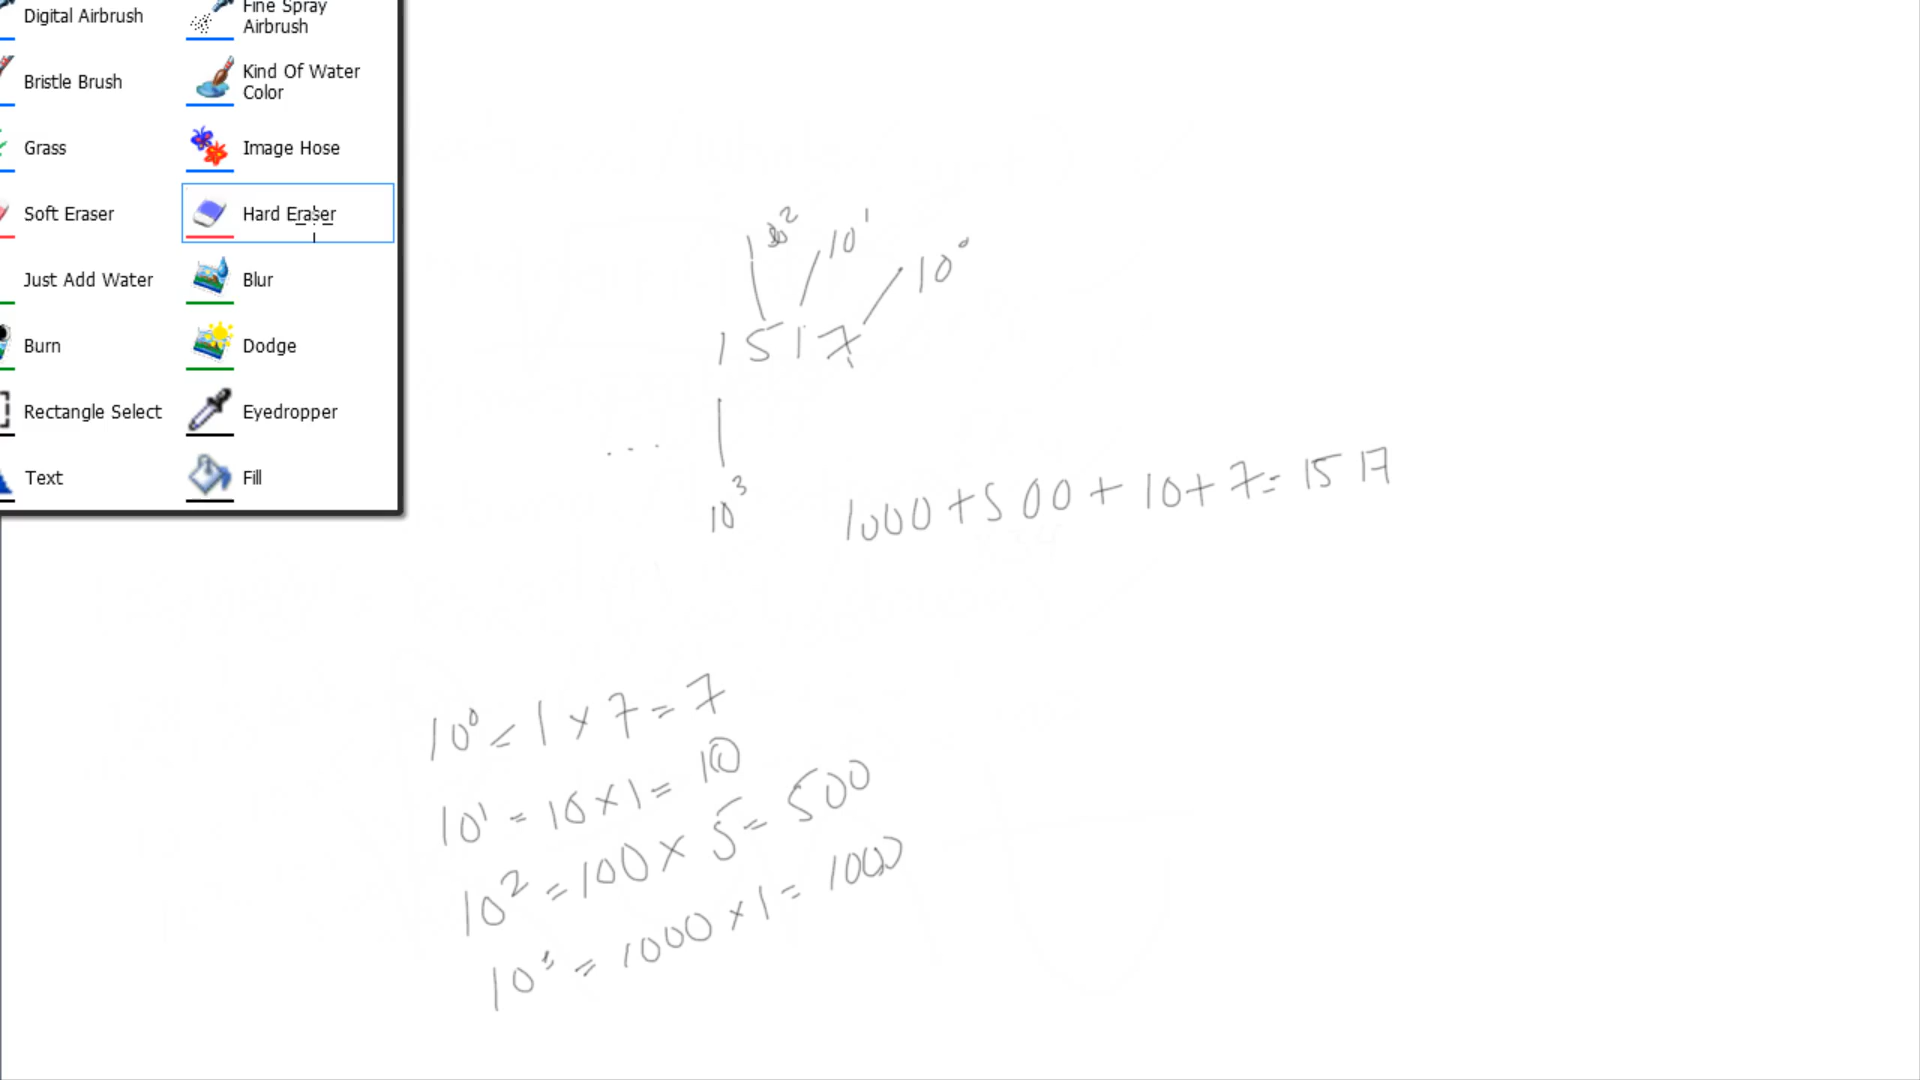 Digital Airbrush
Fine Spray
Airbrush
Bristle Brush
Kind Of Water
Color
Grass
Image Hose
Soft Eraser
Hard Eraser
Just Add Water
Blur
Burn
Dodge
Rectangle Select
Eyedropper
Text
Fill
10² 10¹ 10⁰
1517
...
10³
1000+500+10+7=1517
10⁰=1×7=7
10¹=10×1=10
10²=100×5=500
10³=1000×1=1000